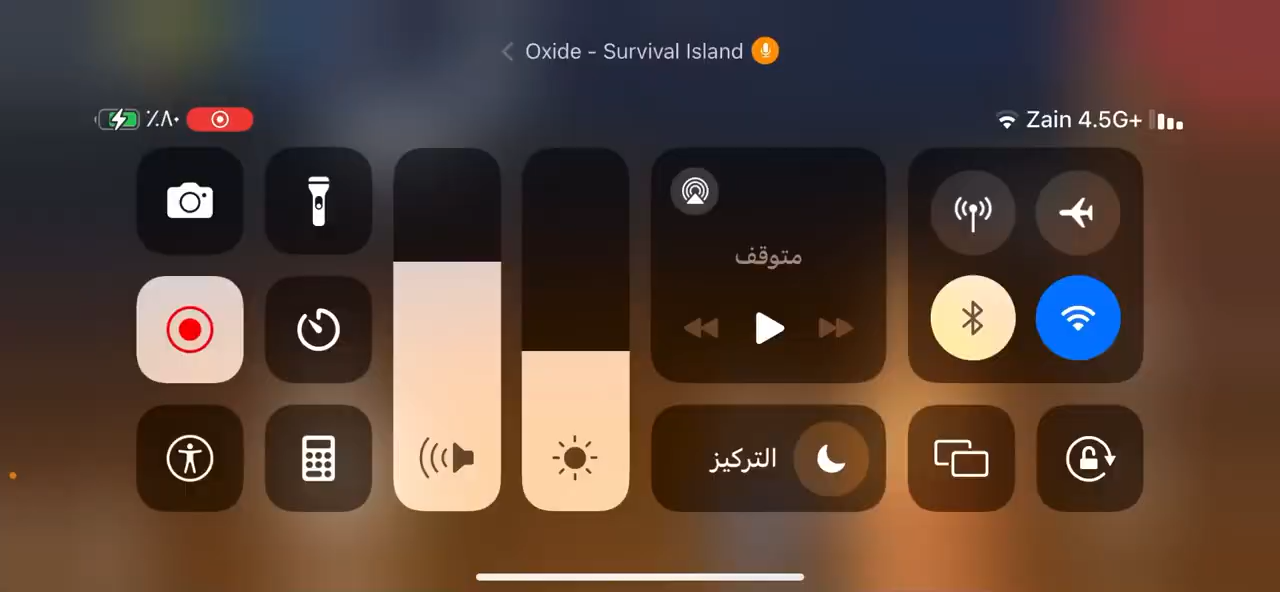 Oxide - Survival Island
٪٨٠
Zain 4.5G+
متوقف
التركيز